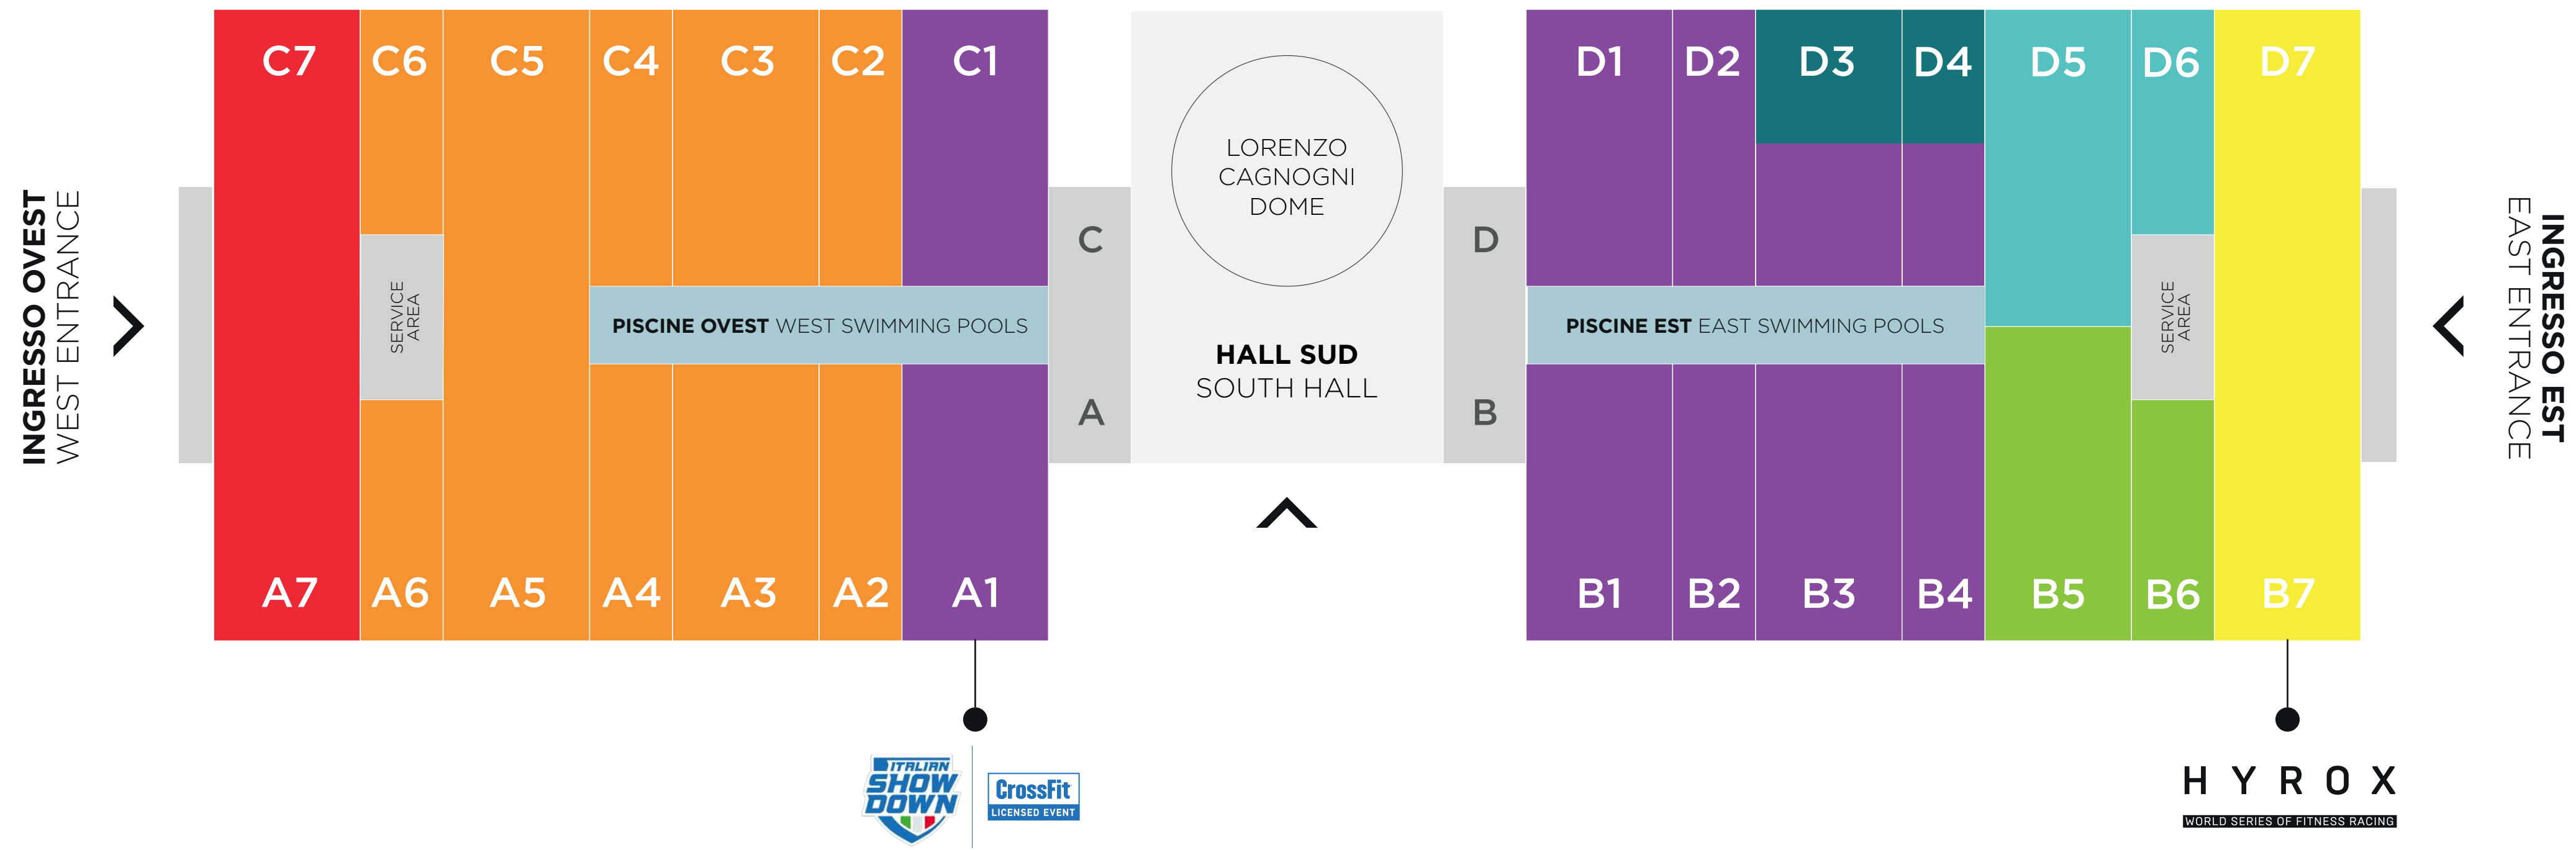 C7 C6 C5 C4 C3 C2 C1
D1 D2 D3 D4 D5 D6 D7
LORENZO
CAGNOGNI
DOME
INGRESSO OVEST
WEST ENTRANCE
SERVICE
AREA
PISCINE OVEST WEST SWIMMING POOLS
C
A
HALL SUD
SOUTH HALL
D
B
PISCINE EST EAST SWIMMING POOLS
SERVICE
AREA
INGRESSO EST
EAST ENTRANCE
A7 A6 A5 A4 A3 A2 A1
B1 B2 B3 B4 B5 B6 B7
ITALIAN
SHOW
DOWN
CrossFit
LICENSED EVENT
HYROX
WORLD SERIES OF FITNESS RACING